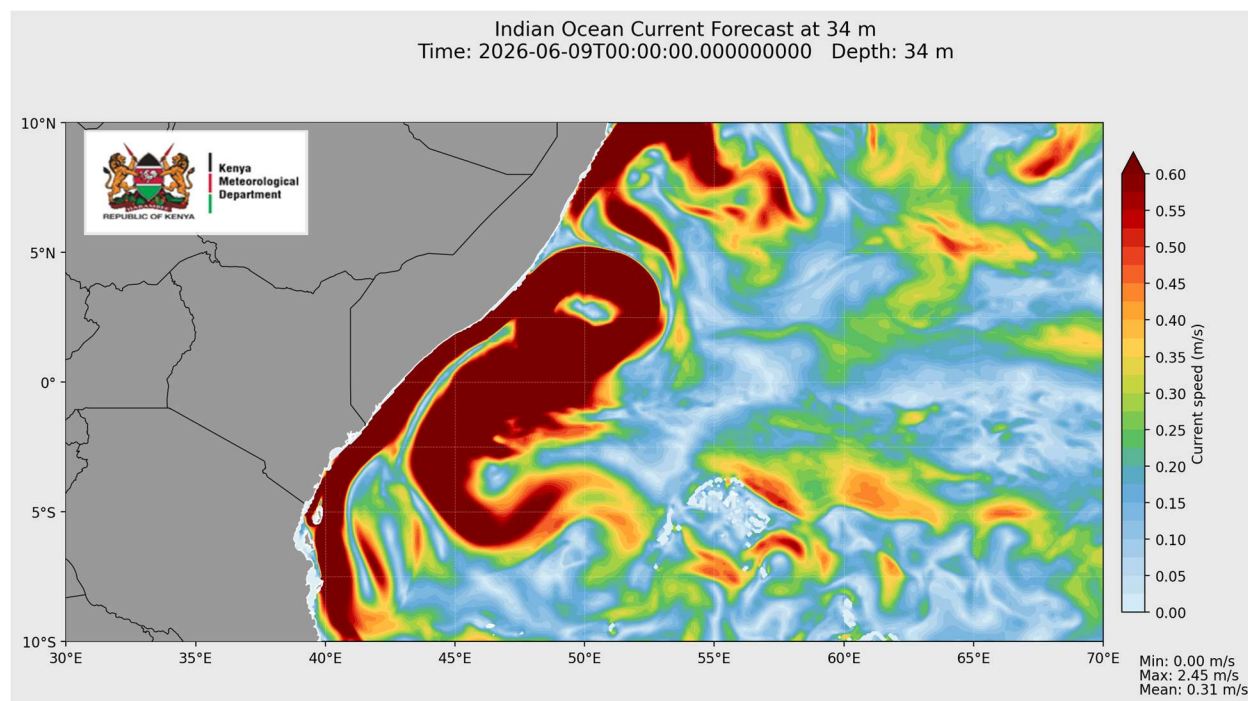 Indian Ocean Current Forecast at 34 m
Time: 2026-06-09T00:00:00.000000000   Depth: 34 m
Kenya
Meteorological
Department
REPUBLIC OF KENYA
10°N
5°N
0°
5°S
10°S
30°E 35°E 40°E 45°E 50°E 55°E 60°E 65°E 70°E
0.60
0.55
0.50
0.45
0.40
0.35
0.30
0.25
0.20
0.15
0.10
0.05
0.00
Current speed (m/s)
Min: 0.00 m/s
Max: 2.45 m/s
Mean: 0.31 m/s